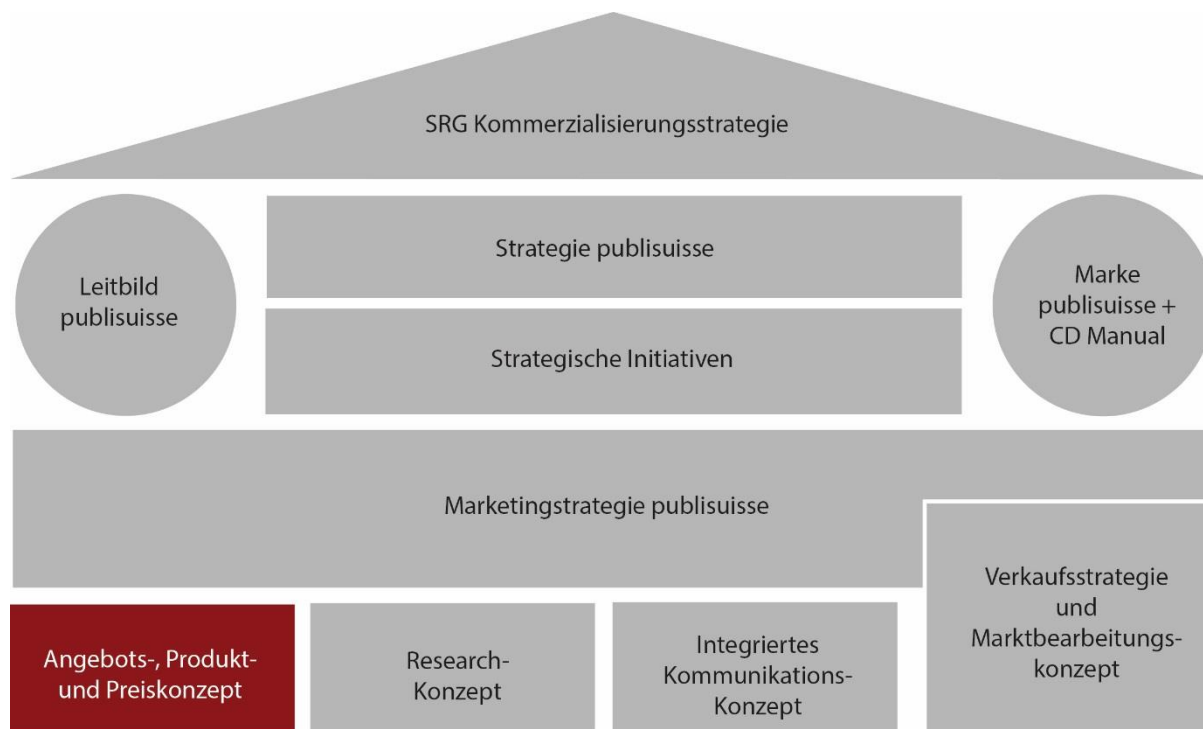 SRG Kommerzialisierungsstrategie
Leitbild
publisuisse
Strategie publisuisse
Strategische Initiativen
Marke
publisuisse +
CD Manual
Marketingstrategie publisuisse
Angebots-, Produkt-
und Preiskonzept
Research-
Konzept
Integriertes
Kommunikations-
Konzept
Verkaufsstrategie
und
Marktbearbeitungs-
konzept